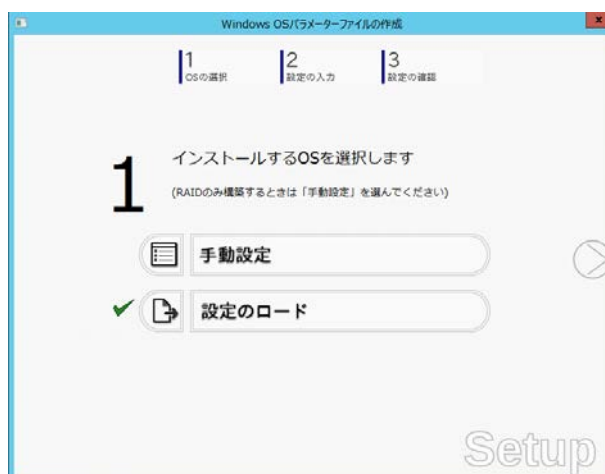 Windows OSパラメーターファイルの作成
x
1 2 3
OSの選択 設定の入力 設定の確認
1
インストールするOSを選択します
(RAIDのみ構築するときは「手動設定」を選んでください)
手動設定
設定のロード
Setup